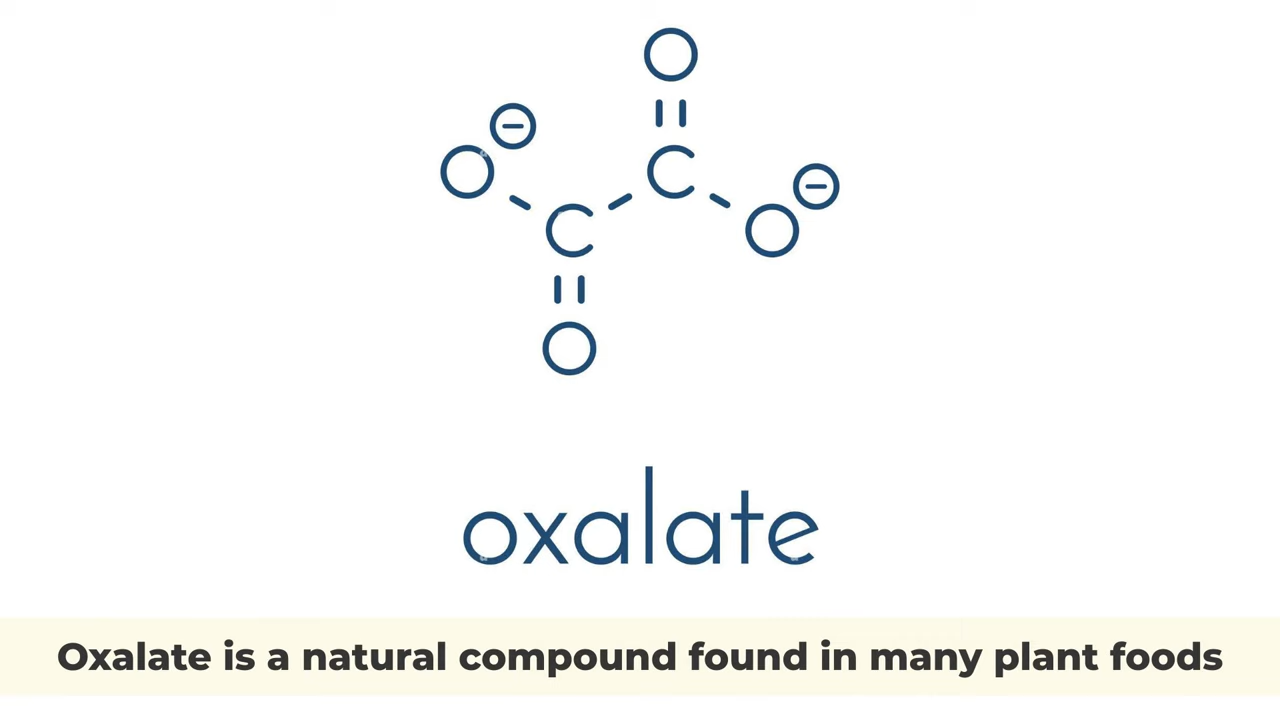 O
O −
C
O −
C
O
oxalate
Oxalate is a natural compound found in many plant foods